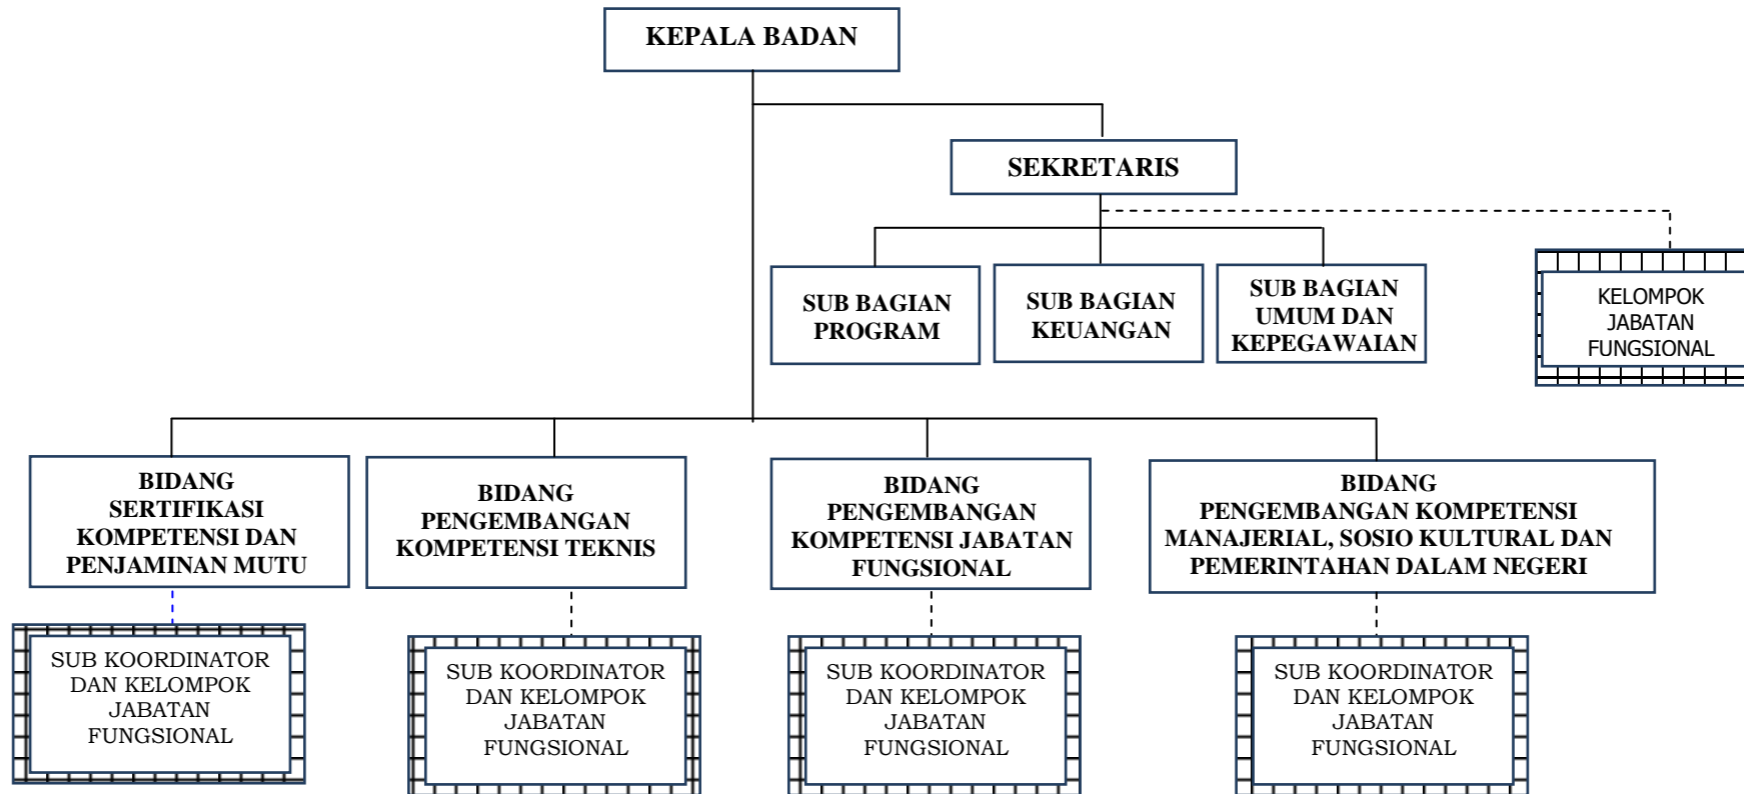 KEPALA BADAN
SEKRETARIS
SUB BAGIAN
PROGRAM
SUB BAGIAN
KEUANGAN
SUB BAGIAN
UMUM DAN
KEPEGAWAIAN
KELOMPOK
JABATAN
FUNGSIONAL
BIDANG
SERTIFIKASI
KOMPETENSI DAN
PENJAMINAN MUTU
BIDANG
PENGEMBANGAN
KOMPETENSI TEKNIS
BIDANG
PENGEMBANGAN
KOMPETENSI JABATAN
FUNGSIONAL
BIDANG
PENGEMBANGAN KOMPETENSI
MANAJERIAL, SOSIO KULTURAL DAN
PEMERINTAHAN DALAM NEGERI
SUB KOORDINATOR
DAN KELOMPOK
JABATAN
FUNGSIONAL
SUB KOORDINATOR
DAN KELOMPOK
JABATAN
FUNGSIONAL
SUB KOORDINATOR
DAN KELOMPOK
JABATAN
FUNGSIONAL
SUB KOORDINATOR
DAN KELOMPOK
JABATAN
FUNGSIONAL